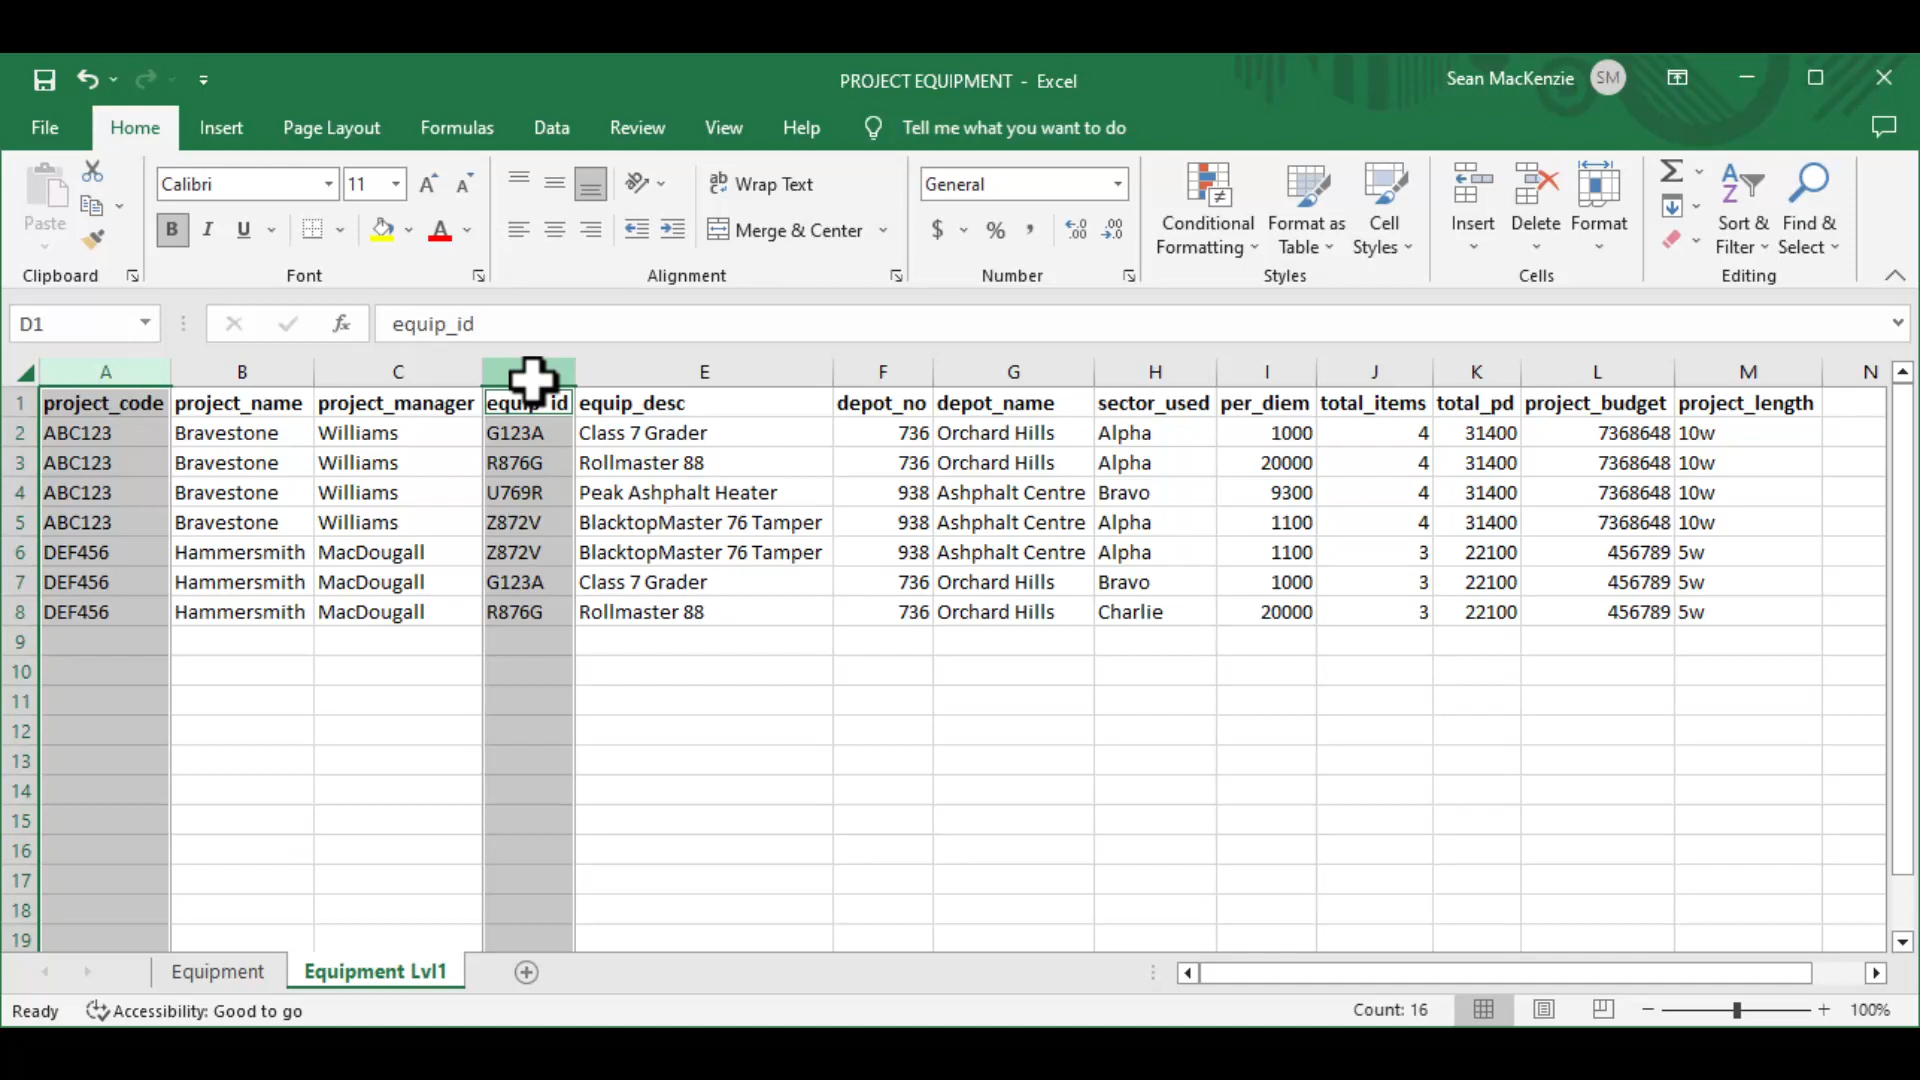 PROJECT EQUIPMENT - Excel
Sean MacKenzie SM
File Home Insert Page Layout Formulas Data Review View Help Tell me what you want to do
Paste
Calibri 11
B I U A
Wrap Text
Merge & Center
General
$ % , .00
Conditional Formatting
Format as Table
Cell Styles
Insert Delete Format
Sort & Filter
Find & Select
Clipboard Font Alignment Number Styles Cells Editing
D1 fx equip_id
A B C E F G H I J K L M N
1 project_code project_name project_manager equip_id equip_desc depot_no depot_name sector_used per_diem total_items total_pd project_budget project_length
2 ABC123 Bravestone Williams G123A Class 7 Grader 736 Orchard Hills Alpha 1000 4 31400 7368648 10w
3 ABC123 Bravestone Williams R876G Rollmaster 88 736 Orchard Hills Alpha 20000 4 31400 7368648 10w
4 ABC123 Bravestone Williams U769R Peak Ashphalt Heater 938 Ashphalt Centre Bravo 9300 4 31400 7368648 10w
5 ABC123 Bravestone Williams Z872V BlacktopMaster 76 Tamper 938 Ashphalt Centre Alpha 1100 4 31400 7368648 10w
6 DEF456 Hammersmith MacDougall Z872V BlacktopMaster 76 Tamper 938 Ashphalt Centre Alpha 1100 3 22100 456789 5w
7 DEF456 Hammersmith MacDougall G123A Class 7 Grader 736 Orchard Hills Bravo 1000 3 22100 456789 5w
8 DEF456 Hammersmith MacDougall R876G Rollmaster 88 736 Orchard Hills Charlie 20000 3 22100 456789 5w
9
10
11
12
13
14
15
16
17
18
19
Equipment Equipment Lvl1
Ready Accessibility: Good to go Count: 16 100%